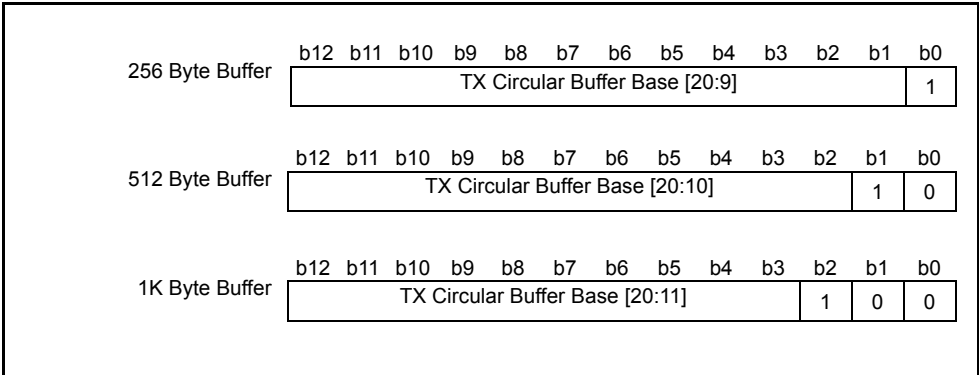 b12 b11 b10 b9 b8 b7 b6 b5 b4 b3 b2 b1 b0
256 Byte Buffer
TX Circular Buffer Base [20:9] 1
b12 b11 b10 b9 b8 b7 b6 b5 b4 b3 b2 b1 b0
512 Byte Buffer
TX Circular Buffer Base [20:10] 1 0
b12 b11 b10 b9 b8 b7 b6 b5 b4 b3 b2 b1 b0
1K Byte Buffer
TX Circular Buffer Base [20:11] 1 0 0